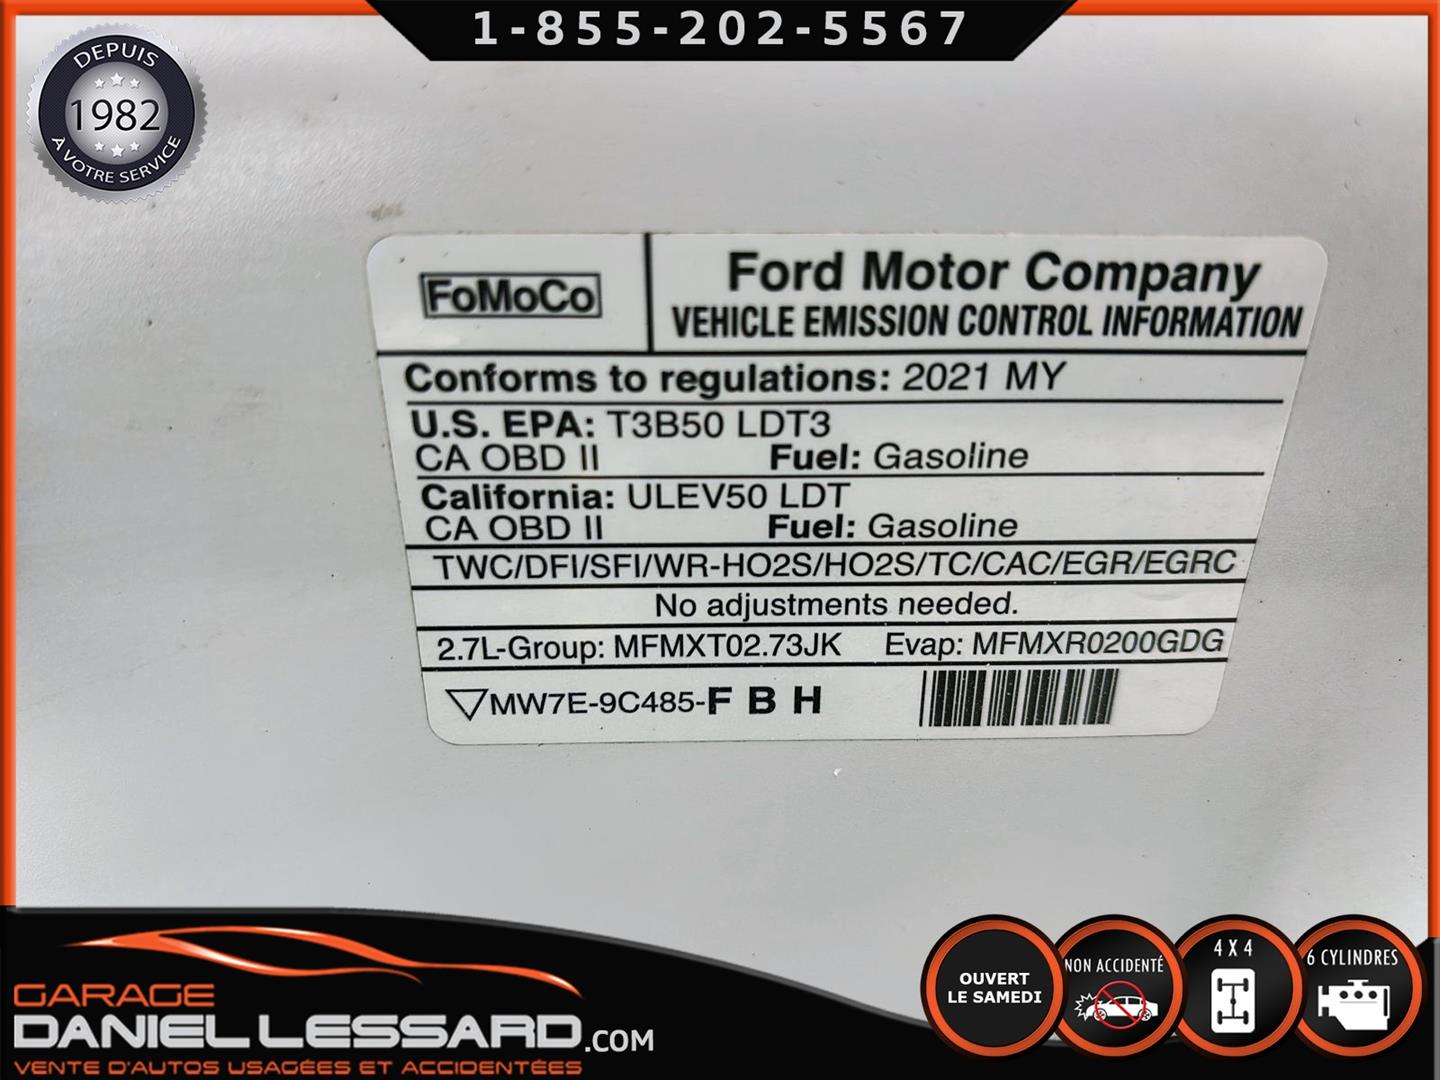 1-855-202-5567
DEPUIS
1982
À VOTRE SERVICE
FoMoCo
Ford Motor Company
VEHICLE EMISSION CONTROL INFORMATION
Conforms to regulations: 2021 MY
U.S. EPA: T3B50 LDT3
CA OBD II Fuel: Gasoline
California: ULEV50 LDT
CA OBD II Fuel: Gasoline
TWC/DFI/SFI/WR-HO2S/HO2S/TC/CAC/EGR/EGRC
No adjustments needed.
2.7L-Group: MFMXT02.73JK Evap: MFMXR0200GDG
MW7E-9C485-F B H
OUVERT
LE SAMEDI
NON ACCIDENTÉ
4 X 4
6 CYLINDRES
GARAGE
DANIEL LESSARD.COM
VENTE D'AUTOS USAGÉES ET ACCIDENTÉES